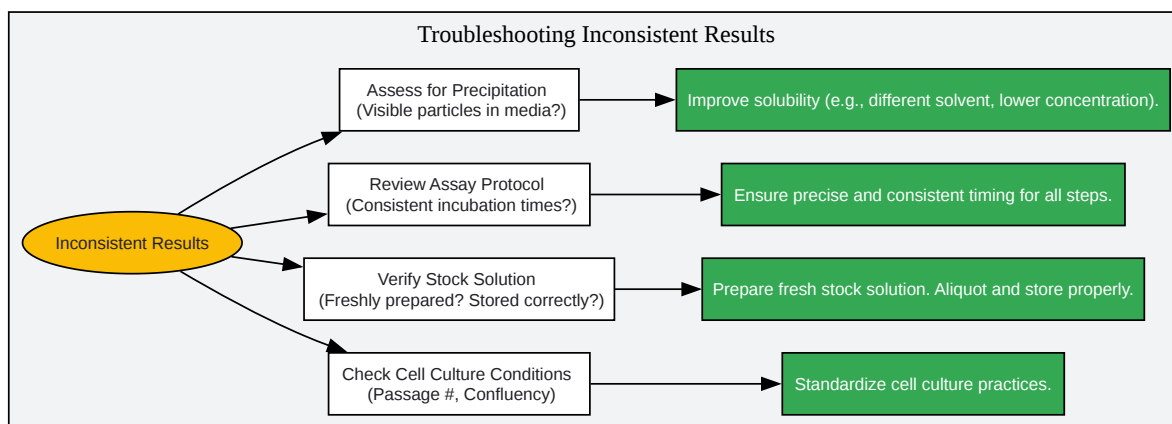 Troubleshooting Inconsistent Results
Assess for Precipitation
(Visible particles in media?)
Improve solubility (e.g., different solvent, lower concentration).
Review Assay Protocol
(Consistent incubation times?)
Ensure precise and consistent timing for all steps.
Inconsistent Results
Verify Stock Solution
(Freshly prepared? Stored correctly?)
Prepare fresh stock solution. Aliquot and store properly.
Check Cell Culture Conditions
(Passage #, Confluency)
Standardize cell culture practices.